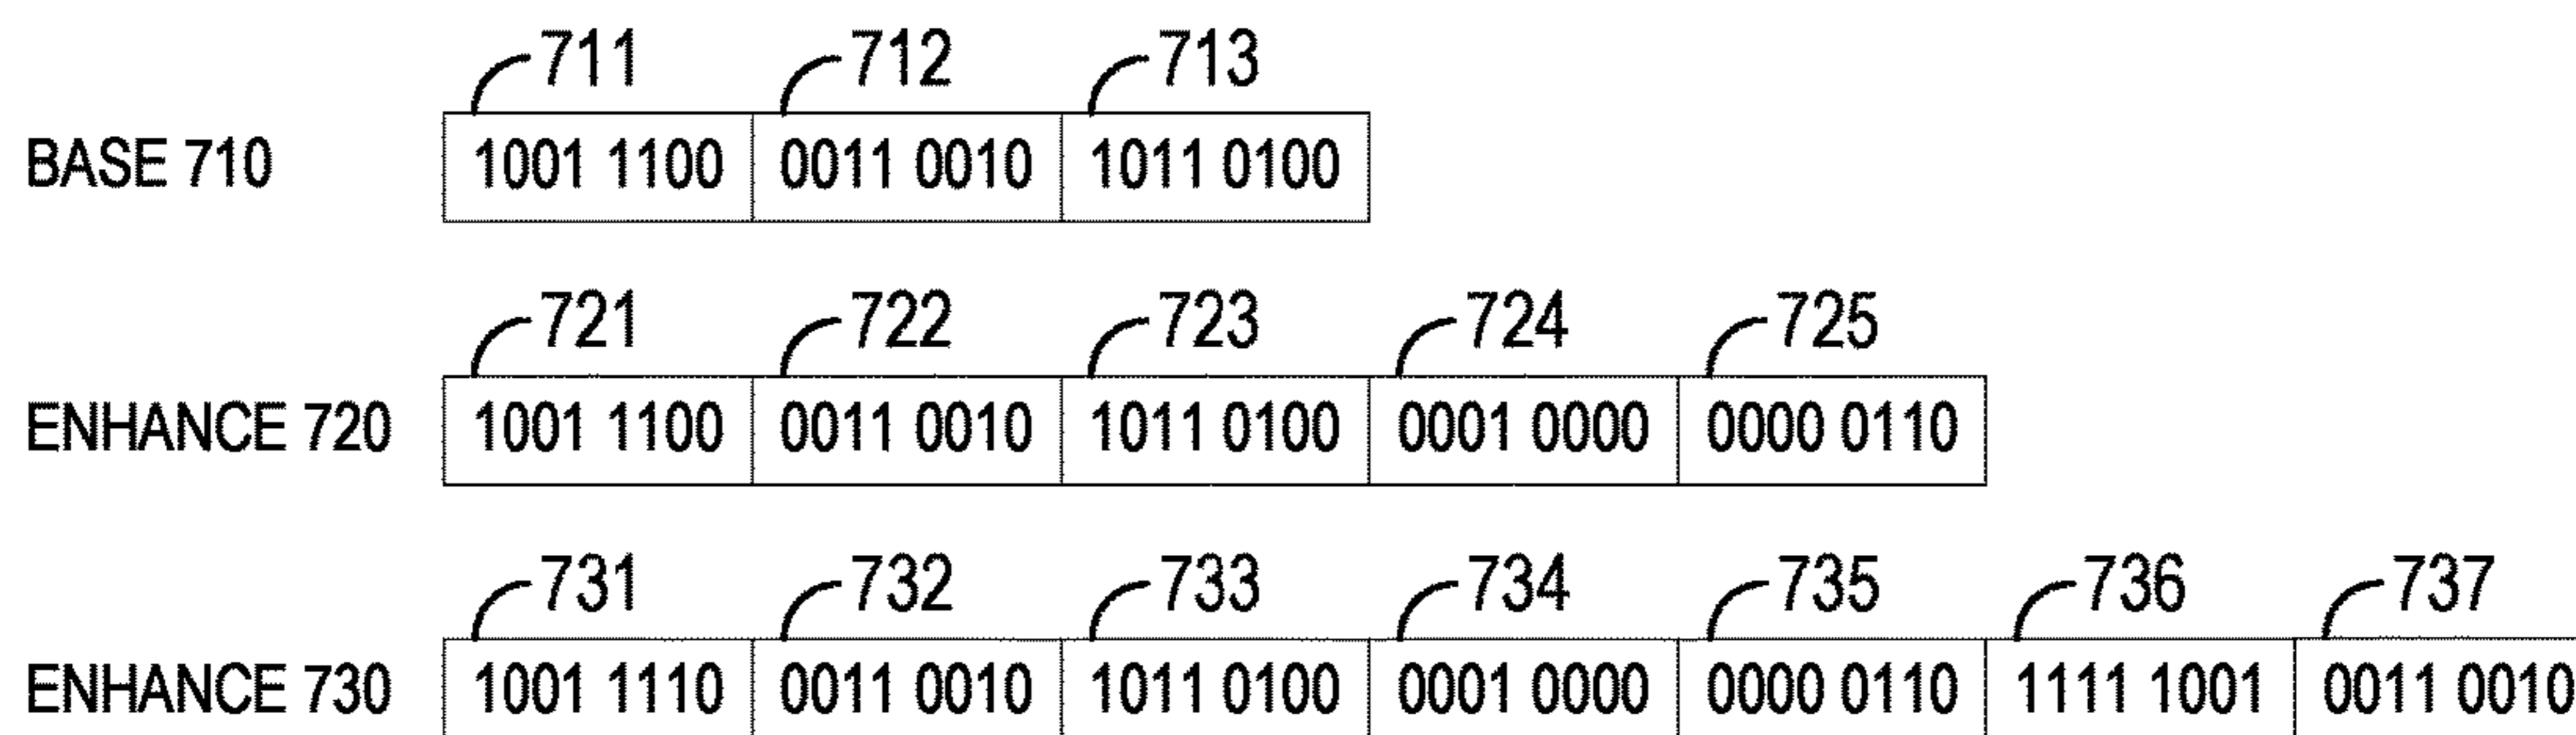 711 712 713
BASE 710 1001 1100 0011 0010 1011 0100
721 722 723 724 725
ENHANCE 720 1001 1100 0011 0010 1011 0100 0001 0000 0000 0110
731 732 733 734 735 736 737
ENHANCE 730 1001 1110 0011 0010 1011 0100 0001 0000 0000 0110 1111 1001 0011 0010